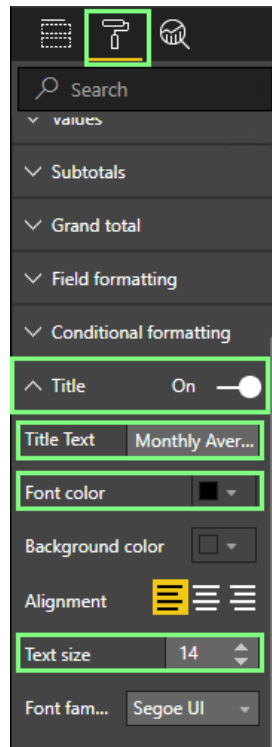 Search
Values
Subtotals
Grand total
Field formatting
Conditional formatting
Title On
Title Text Monthly Aver...
Font color
Background color
Alignment
Text size 14
Font fam... Segoe UI